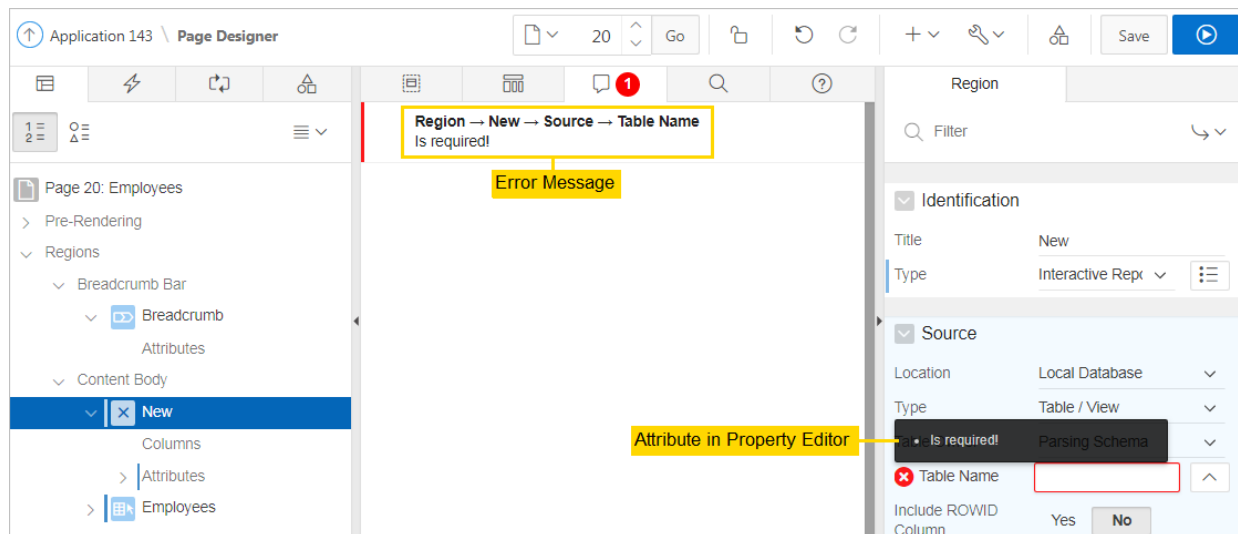 Application 143 \ Page Designer
20
Go
Save
1
Region
Region → New → Source → Table Name
Is required!
Filter
Error Message
Page 20: Employees
Pre-Rendering
Regions
Breadcrumb Bar
Breadcrumb
Attributes
Content Body
New
Columns
Attributes
Employees
Identification
Title New
Type Interactive Repo
Source
Location Local Database
Type Table / View
Attribute in Property Editor
• Is required!
Parsing Schema
Table Name
Include ROWID
Column
Yes No